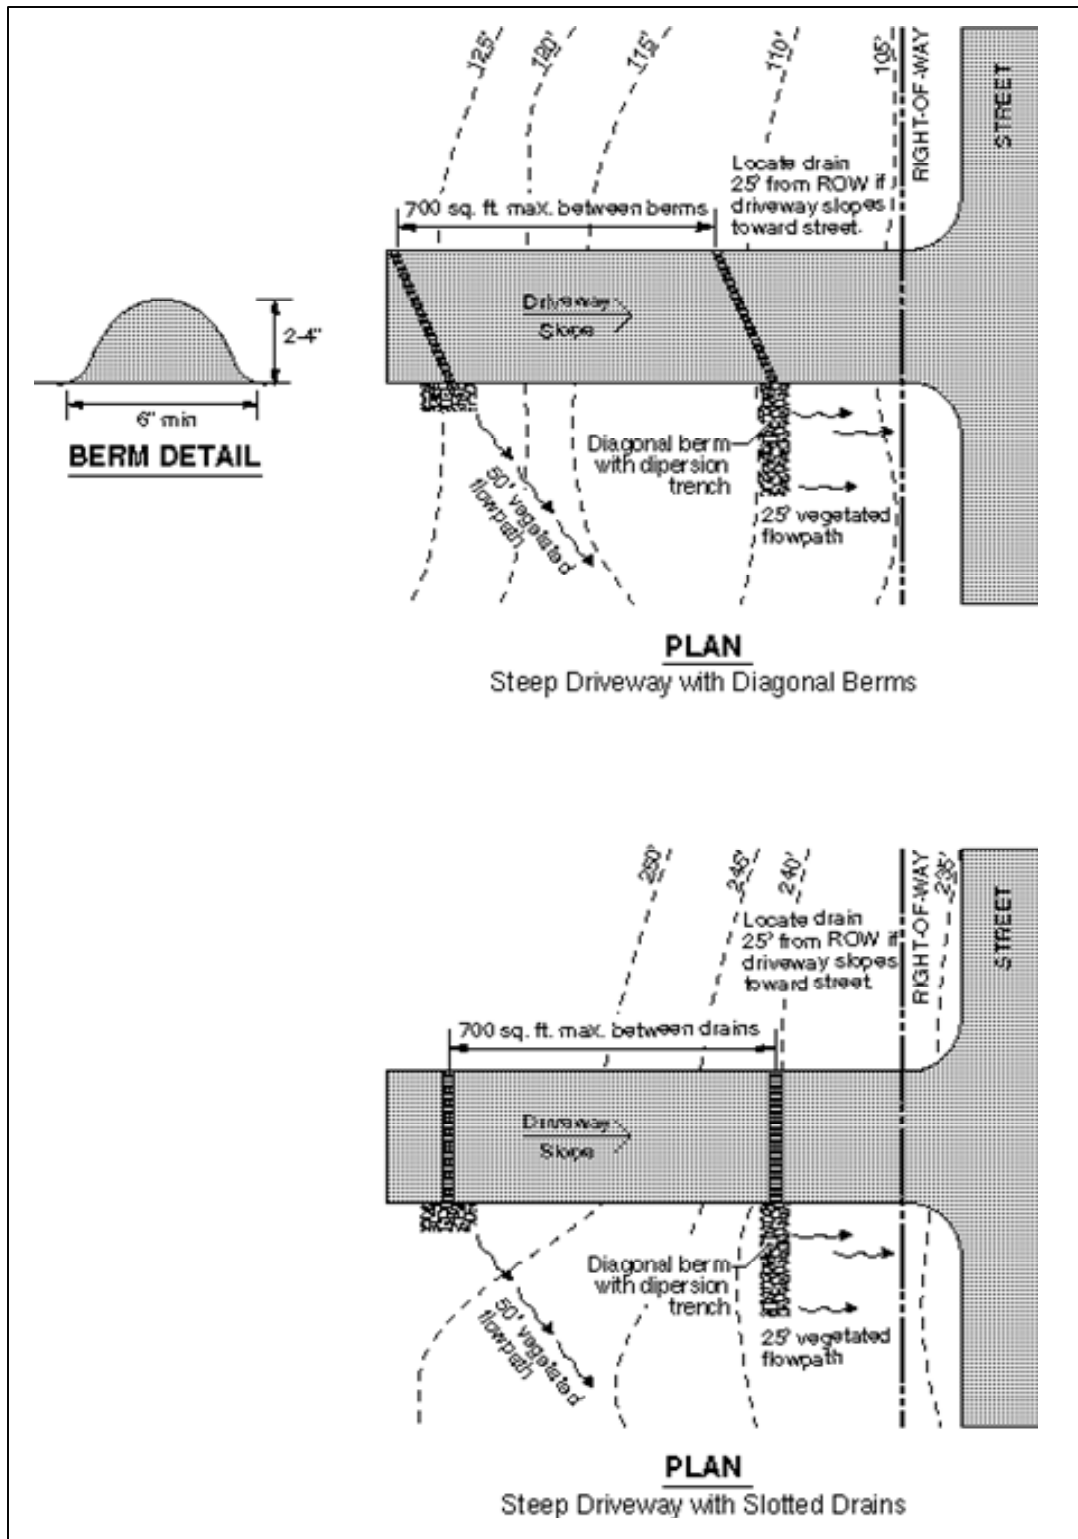 125'
120'
115'
110'
105'
RIGHT-OF-WAY
STREET
Locate drain
25' from ROW if
driveway slopes
toward street.
700 sq. ft. max. between berms
Driveway
Slope
2-4"
6" min
BERM DETAIL
Diagonal berm
with dipersion
trench
50' vegetated
flowpath
25' vegetated
flowpath
PLAN
Steep Driveway with Diagonal Berms
245'
240'
235'
RIGHT-OF-WAY
STREET
Locate drain
25' from ROW if
driveway slopes
toward street.
700 sq. ft. max. between drains
Driveway
Slope
Diagonal berm
with dipersion
trench
50' vegetated
flowpath
25' vegetated
flowpath
PLAN
Steep Driveway with Slotted Drains